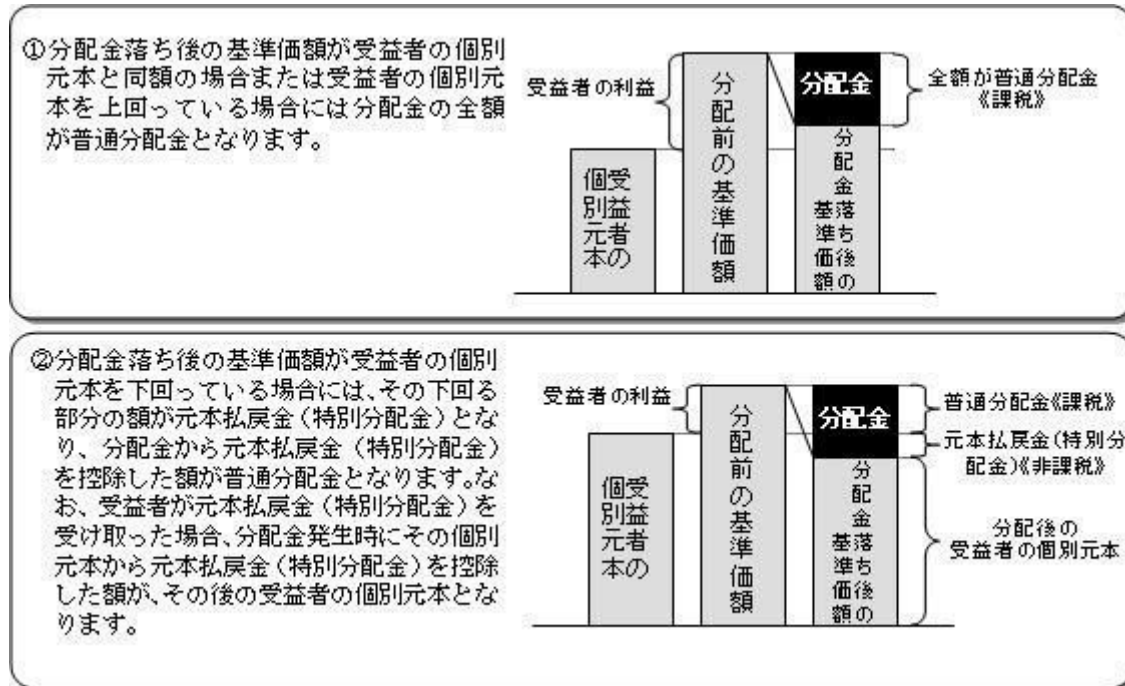 ①分配金落ち後の基準価額が受益者の個別
元本と同額の場合または受益者の個別元
本を上回っている場合には分配金の全額
が普通分配金となります。
受益者の利益
分配前の基準価額
分配金
全額が普通分配金
《課税》
受益者の
個別元本
分配金落ち後の
基準価額
②分配金落ち後の基準価額が受益者の個別
元本を下回っている場合には、その下回る
部分の額が元本払戻金(特別分配金)とな
り、分配金から元本払戻金(特別分配金)
を控除した額が普通分配金となります。な
お、受益者が元本払戻金(特別分配金)を
受け取った場合、分配金発生時にその個別
元本から元本払戻金(特別分配金)を控除
した額が、その後の受益者の個別元本とな
ります。
受益者の利益
分配前の基準価額
分配金
普通分配金《課税》
元本払戻金(特別分
配金)《非課税》
受益者の
個別元本
分配金落ち後の
基準価額
分配後の
受益者の個別元本